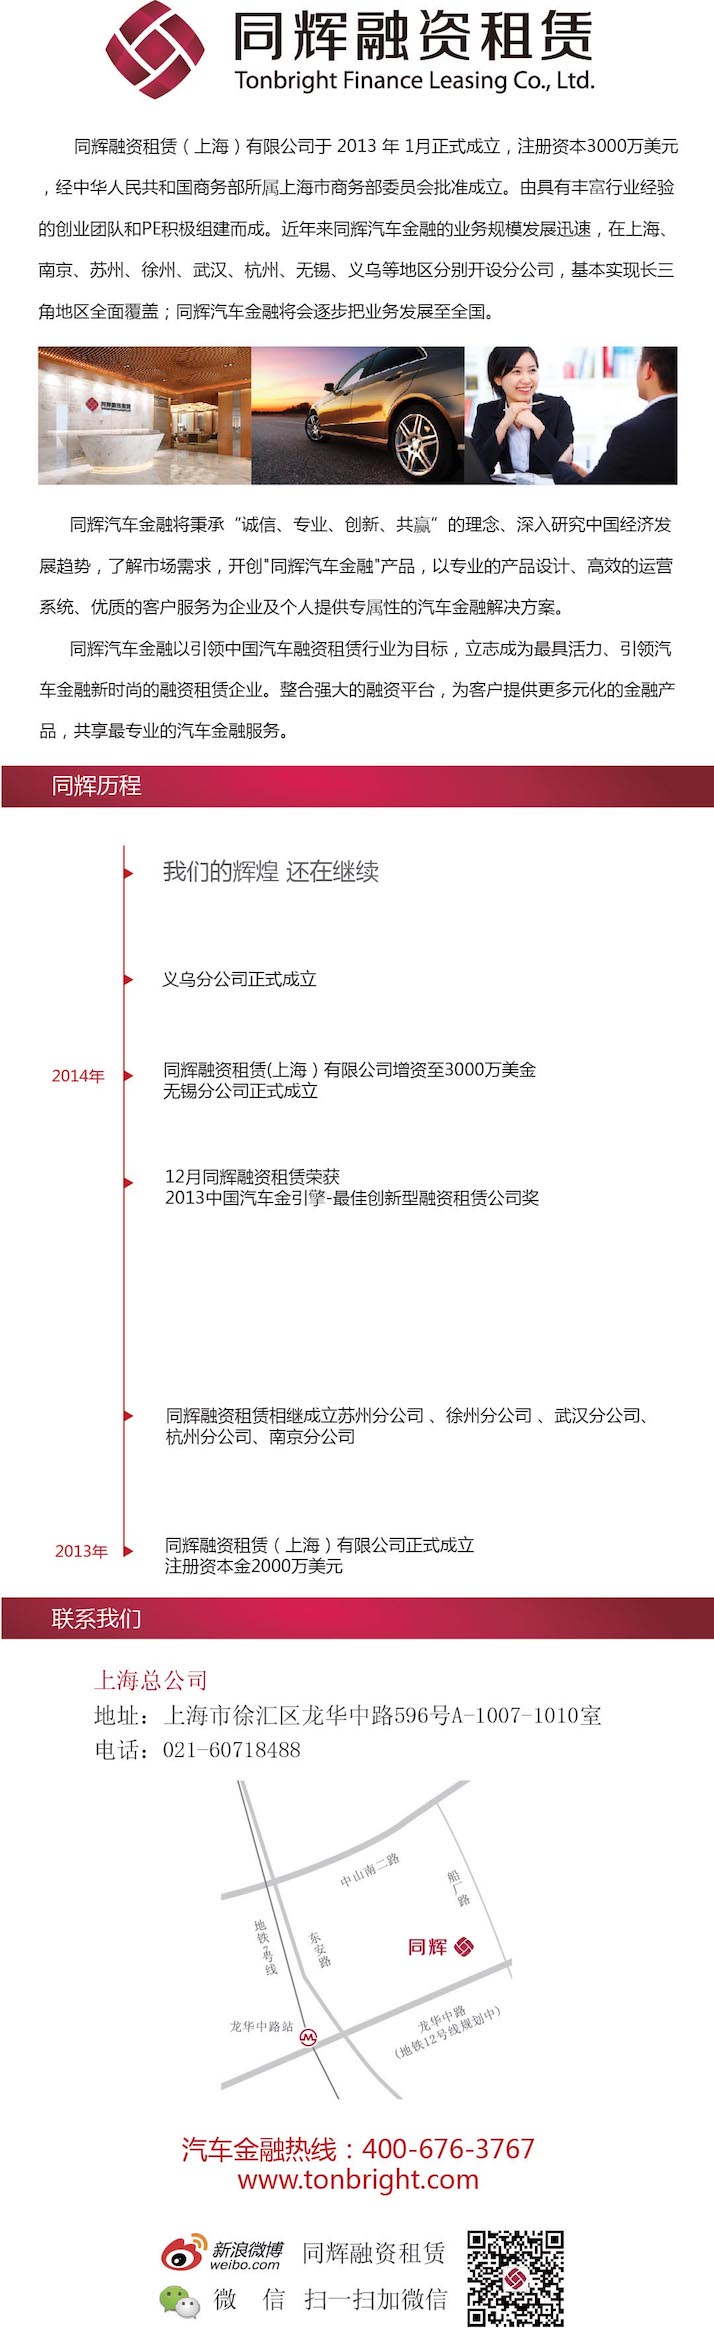 同辉融资租赁
Tonbright Finance Leasing Co., Ltd.
同辉融资租赁（上海）有限公司于 2013 年 1月正式成立，注册资本3000万美元
，经中华人民共和国商务部所属上海市商务部委员会批准成立。由具有丰富行业经验
的创业团队和PE积极组建而成。近年来同辉汽车金融的业务规模发展迅速，在上海、
南京、苏州、徐州、武汉、杭州、无锡、义乌等地区分别开设分公司，基本实现长三
角地区全面覆盖；同辉汽车金融将会逐步把业务发展至全国。
同辉融资租赁
同辉汽车金融将秉承“诚信、专业、创新、共赢”的理念、深入研究中国经济发
展趋势，了解市场需求，开创"同辉汽车金融"产品，以专业的产品设计、高效的运营
系统、优质的客户服务为企业及个人提供专属性的汽车金融解决方案。
同辉汽车金融以引领中国汽车融资租赁行业为目标，立志成为最具活力、引领汽
车金融新时尚的融资租赁企业。整合强大的融资平台，为客户提供更多元化的金融产
品，共享最专业的汽车金融服务。
同辉历程
我们的辉煌 还在继续
义乌分公司正式成立
2014年
同辉融资租赁(上海）有限公司增资至3000万美金
无锡分公司正式成立
12月同辉融资租赁荣获
2013中国汽车金引擎-最佳创新型融资租赁公司奖
同辉融资租赁相继成立苏州分公司 、徐州分公司 、武汉分公司、
杭州分公司、南京分公司
2013年
同辉融资租赁（上海）有限公司正式成立
注册资本金2000万美元
联系我们
上海总公司
地址：上海市徐汇区龙华中路596号A-1007-1010室
电话：021-60718488
中山南二路
船厂路
地铁7号线
东安路
同辉
龙华中路站
龙华中路
(地铁12号线规划中)
汽车金融热线：400-676-3767
www.tonbright.com
新浪微博
weibo.com
同辉融资租赁
微 信 扫一扫加微信